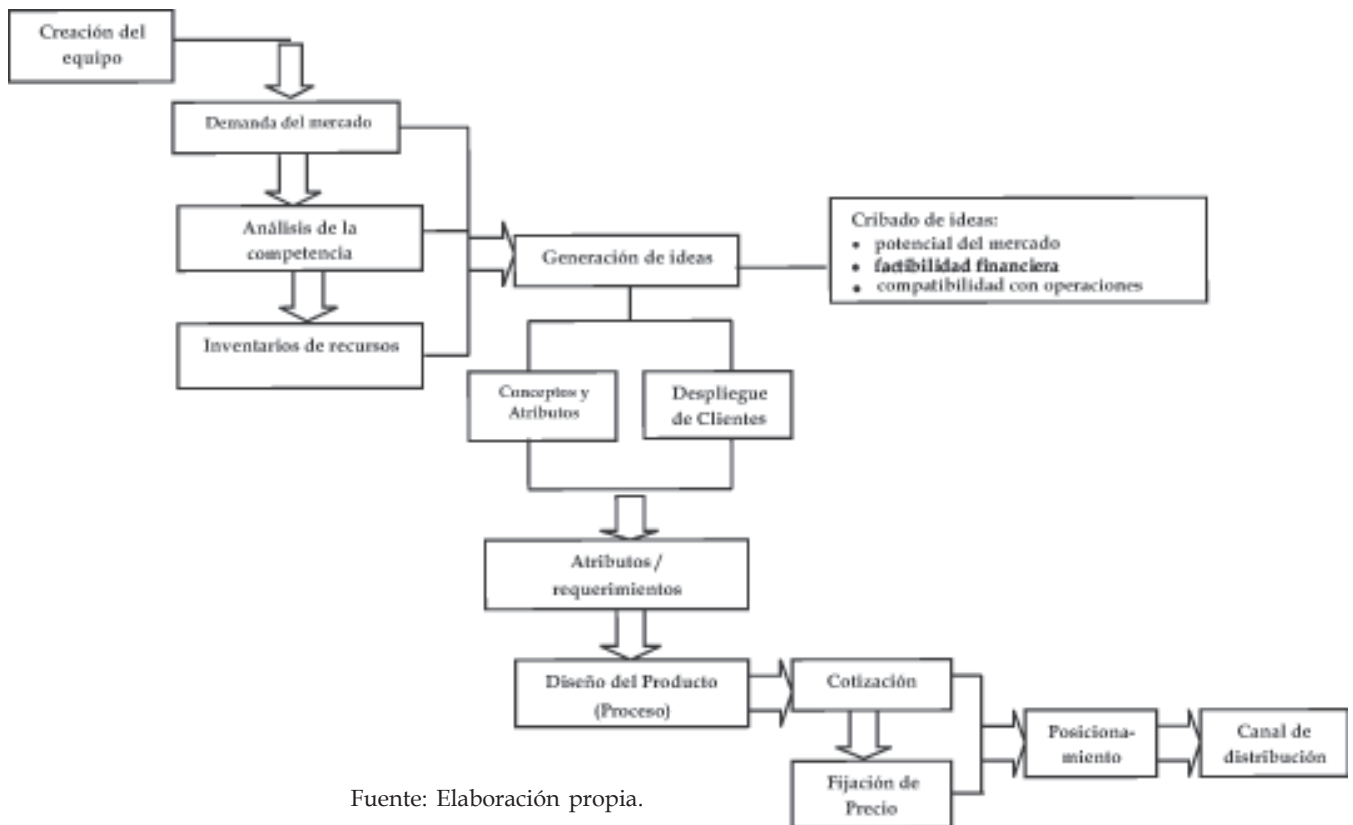 Creación del
equipo
Demanda del mercado
Análisis de la
competencia
Inventarios de recursos
Generación de ideas
Cribado de ideas:
• potencial del mercado
• factibilidad financiera
• compatibilidad con operaciones
Conceptos y
Atributos
Despliegue
de Clientes
Atributos /
requerimientos
Diseño del Producto
(Proceso)
Cotización
Fijación de
Precio
Posiciona-
miento
Canal de
distribución
Fuente: Elaboración propia.